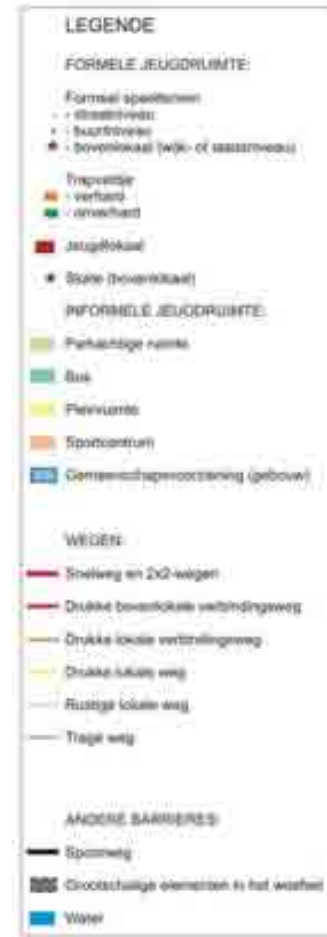 LEGENDE
FORMELE JEUGDRUIMTE:
Formeel speelterrein
- straatniveau
- buurtniveau
- bovenlokaal (wijk- of stadsniveau)
Trapveldje
- verhard
- onverhard
Jeugdlokaal
Skate (bovenlokaal)
INFORMELE JEUGDRUIMTE:
Parkachtige ruimte
Bos
Pleinruimte
Sportcentrum
Gemeenschapsvoorziening (gebouw)
WEGEN:
Snelweg en 2x2-wegen
Drukke bovenlokale verbindingsweg
Drukke lokale verbindingsweg
Drukke lokale weg
Rustige lokale weg
Trage weg
ANDERE BARRIERES:
Spoorweg
Grootschalige elementen in het weefsel
Water